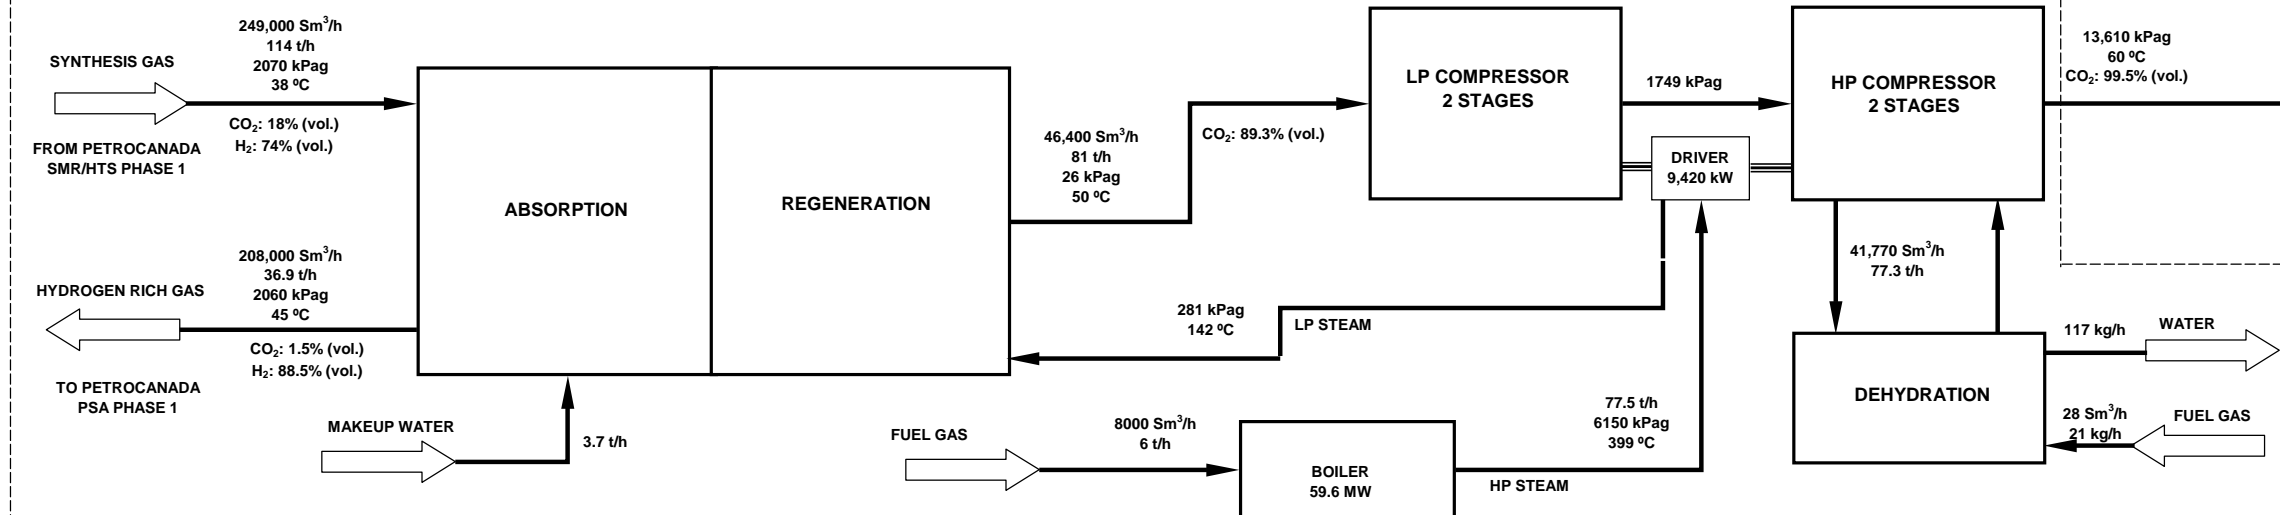 249,000 Sm3/h
114 t/h
2070 kPag
38 ºC
SYNTHESIS GAS
CO2: 18% (vol.)
H2: 74% (vol.)
FROM PETROCANADA
SMR/HTS PHASE 1
208,000 Sm3/h
36.9 t/h
2060 kPag
45 ºC
HYDROGEN RICH GAS
CO2: 1.5% (vol.)
H2: 88.5% (vol.)
TO PETROCANADA
PSA PHASE 1
ABSORPTION
REGENERATION
MAKEUP WATER
3.7 t/h
46,400 Sm3/h
81 t/h
26 kPag
50 ºC
CO2: 89.3% (vol.)
LP COMPRESSOR
2 STAGES
1749 kPag
DRIVER
9,420 kW
HP COMPRESSOR
2 STAGES
13,610 kPag
60 ºC
CO2: 99.5% (vol.)
281 kPag
142 ºC
LP STEAM
41,770 Sm3/h
77.3 t/h
DEHYDRATION
117 kg/h
WATER
28 Sm3/h
21 kg/h
FUEL GAS
FUEL GAS
8000 Sm3/h
6 t/h
BOILER
59.6 MW
77.5 t/h
6150 kPag
399 ºC
HP STEAM